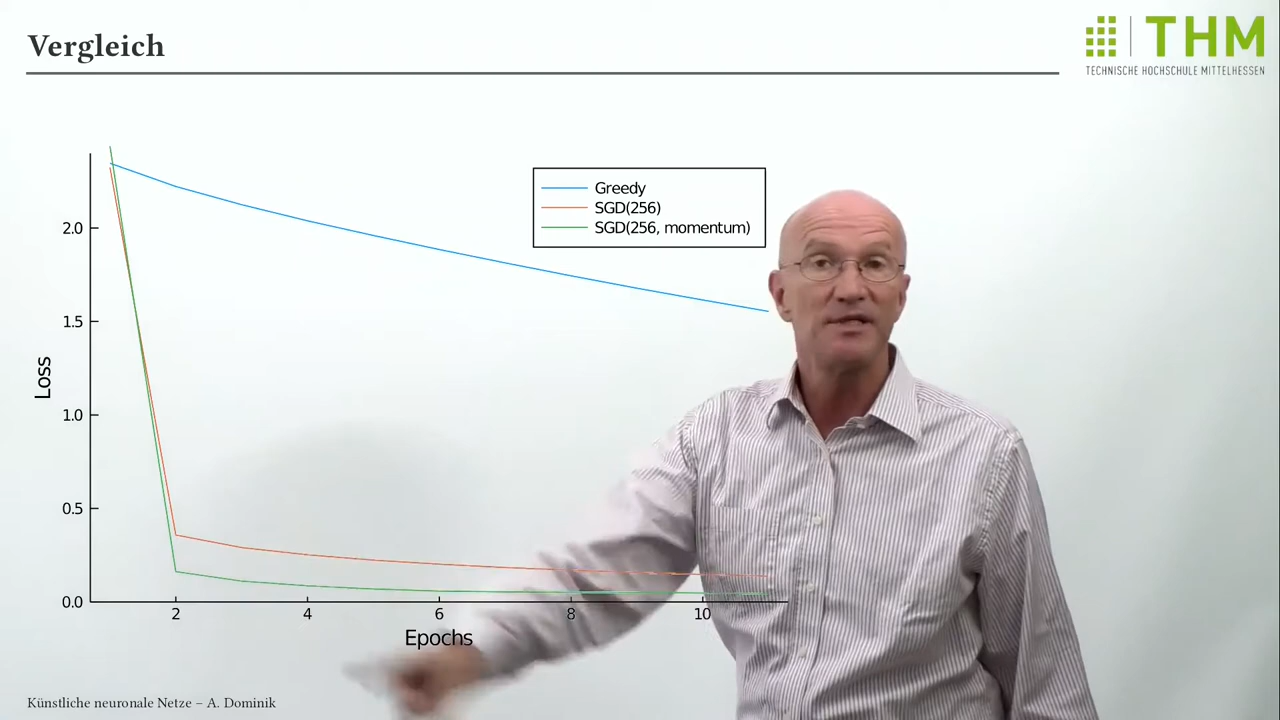 Vergleich
THM
TECHNISCHE HOCHSCHULE MITTELHESSEN
Greedy
SGD(256)
SGD(256, momentum)
2.0
1.5
1.0
0.5
0.0
Loss
2 4 6 8 10
Epochs
Künstliche neuronale Netze – A. Dominik